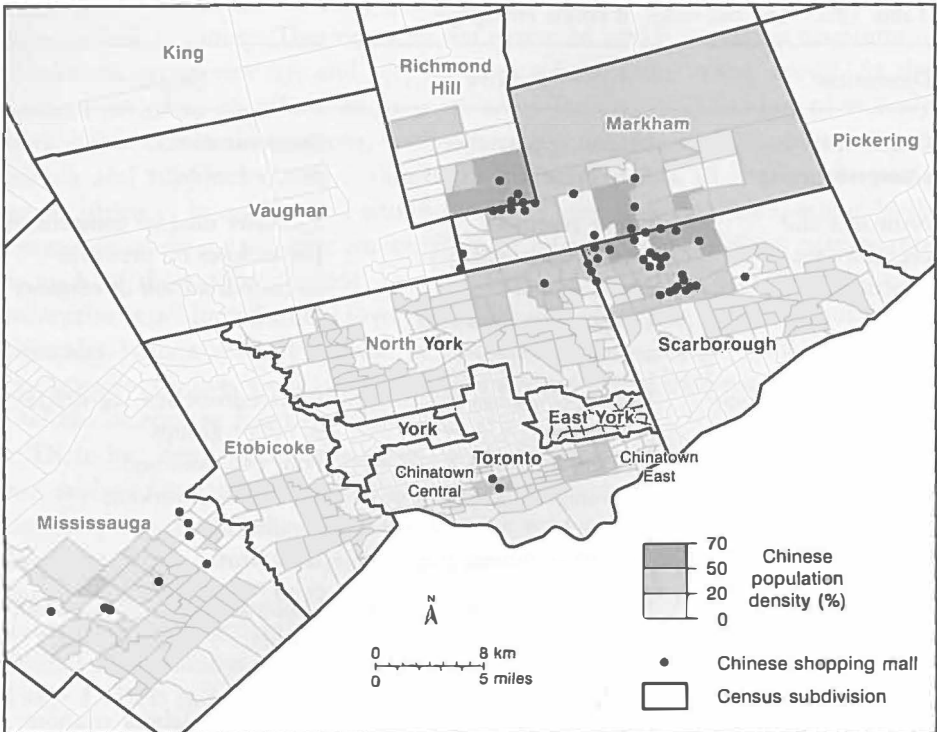 King
Richmond
Hill
Markham
Pickering
Vaughan
North York
Scarborough
York
East York
Etobicoke
Toronto
Chinatown
Central
Chinatown
East
Mississauga
70
50
20
0
Chinese
population
density (%)
N
0 8 km
0 5 miles
Chinese shopping mall
Census subdivision